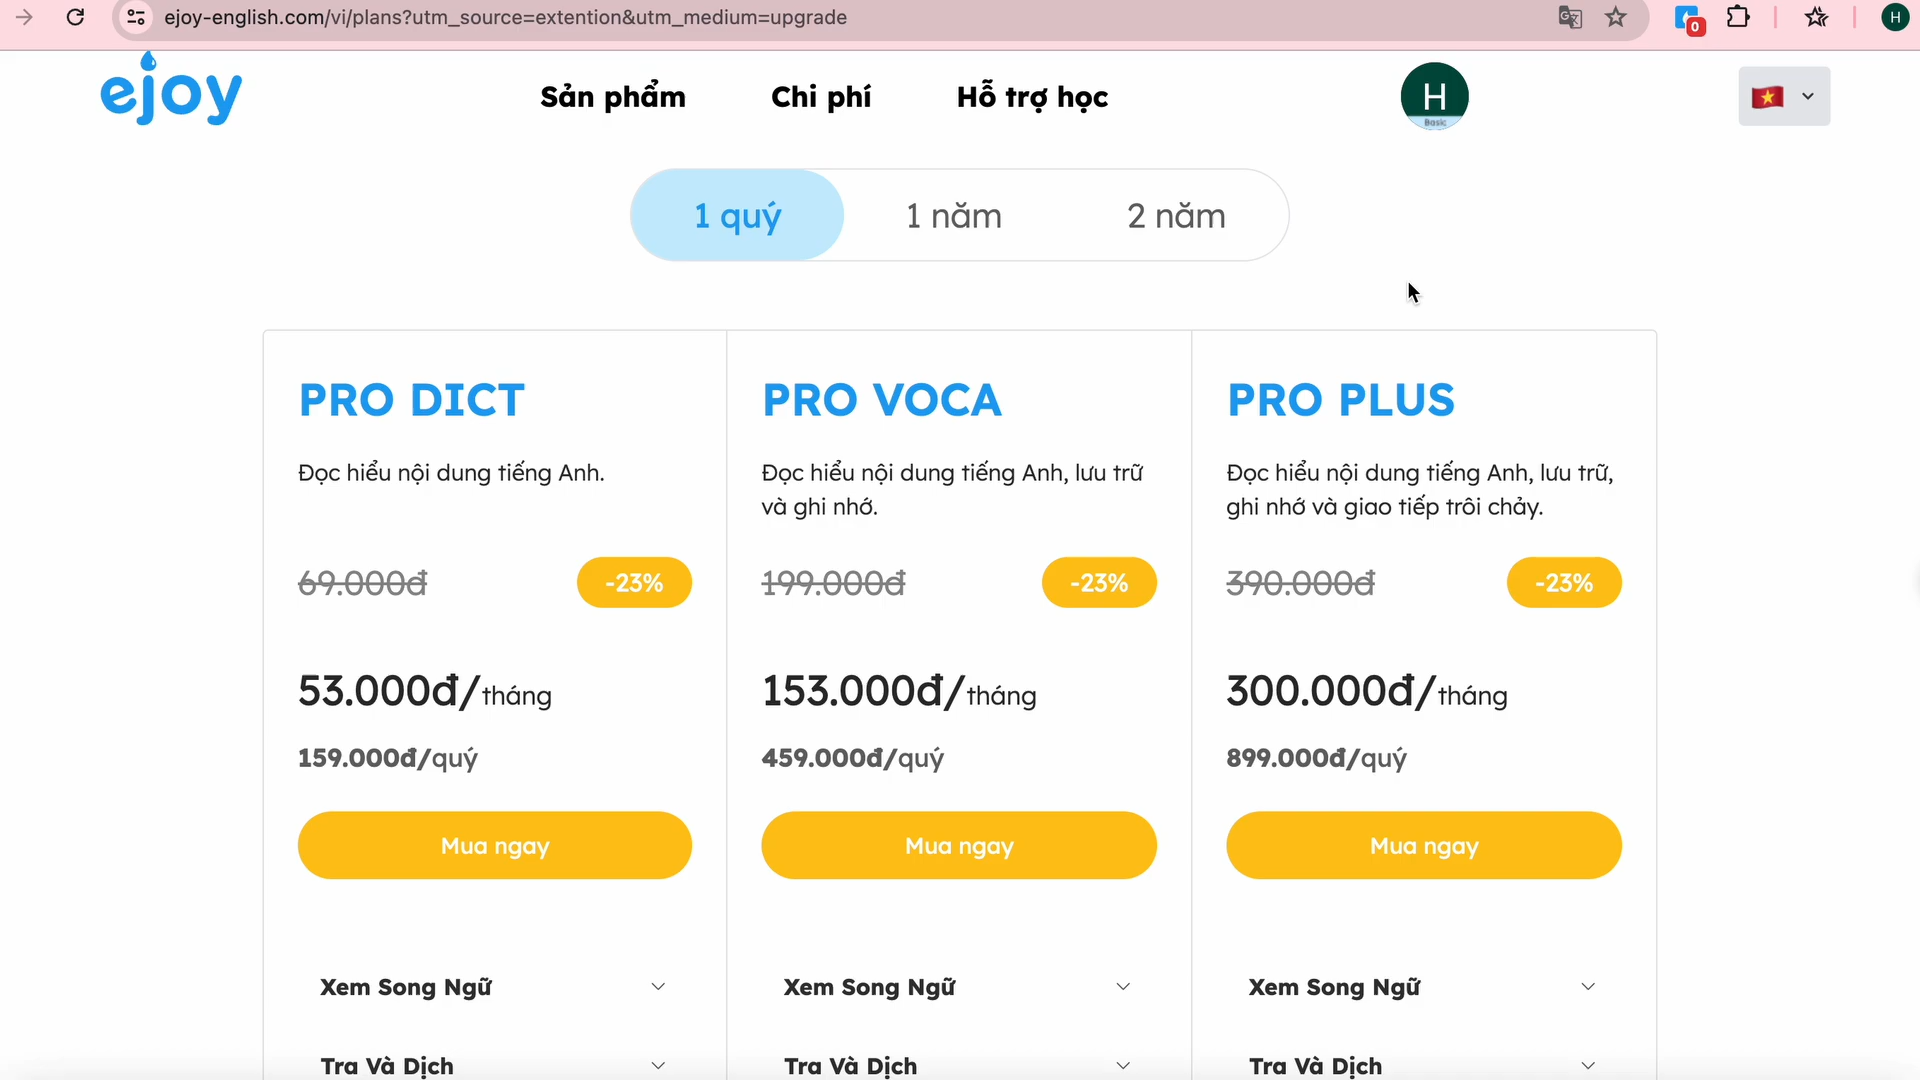 ejoy-english.com/vi/plans?utm_source=extention&utm_medium=upgrade
0
H
ejoy
Sản phẩm
Chi phí
Hỗ trợ học
H
Basic
1 quý
1 năm
2 năm
PRO DICT
Đọc hiểu nội dung tiếng Anh.
69.000đ
-23%
53.000đ/tháng
159.000đ/quý
Mua ngay
Xem Song Ngữ
Tra Và Dịch
PRO VOCA
Đọc hiểu nội dung tiếng Anh, lưu trữ
và ghi nhớ.
199.000đ
-23%
153.000đ/tháng
459.000đ/quý
Mua ngay
Xem Song Ngữ
Tra Và Dịch
PRO PLUS
Đọc hiểu nội dung tiếng Anh, lưu trữ,
ghi nhớ và giao tiếp trôi chảy.
390.000đ
-23%
300.000đ/tháng
899.000đ/quý
Mua ngay
Xem Song Ngữ
Tra Và Dịch